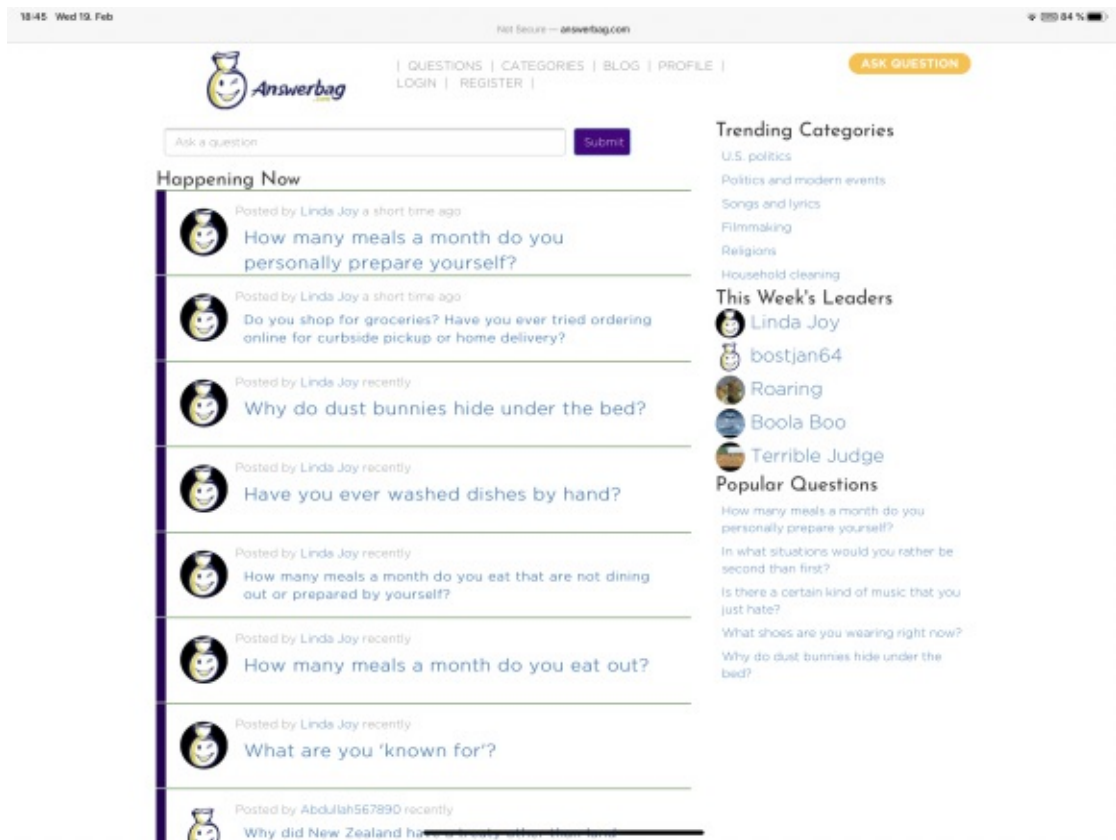 18:45 Wed 19. Feb
84 %
Not Secure — answerbag.com
Answerbag
.com
| QUESTIONS | CATEGORIES | BLOG | PROFILE |
LOGIN | REGISTER |
ASK QUESTION
Ask a question
Submit
Happening Now
Posted by Linda Joy a short time ago
How many meals a month do you
personally prepare yourself?
Posted by Linda Joy a short time ago
Do you shop for groceries? Have you ever tried ordering
online for curbside pickup or home delivery?
Posted by Linda Joy recently
Why do dust bunnies hide under the bed?
Posted by Linda Joy recently
Have you ever washed dishes by hand?
Posted by Linda Joy recently
How many meals a month do you eat that are not dining
out or prepared by yourself?
Posted by Linda Joy recently
How many meals a month do you eat out?
Posted by Linda Joy recently
What are you 'known for'?
Posted by Abdullah567890 recently
Why did New Zealand have a treaty other than land
Trending Categories
U.S. politics
Politics and modern events
Songs and lyrics
Filmmaking
Religions
Household cleaning
This Week's Leaders
Linda Joy
bostjan64
Roaring
Boola Boo
Terrible Judge
Popular Questions
How many meals a month do you
personally prepare yourself?
In what situations would you rather be
second than first?
Is there a certain kind of music that you
just hate?
What shoes are you wearing right now?
Why do dust bunnies hide under the
bed?